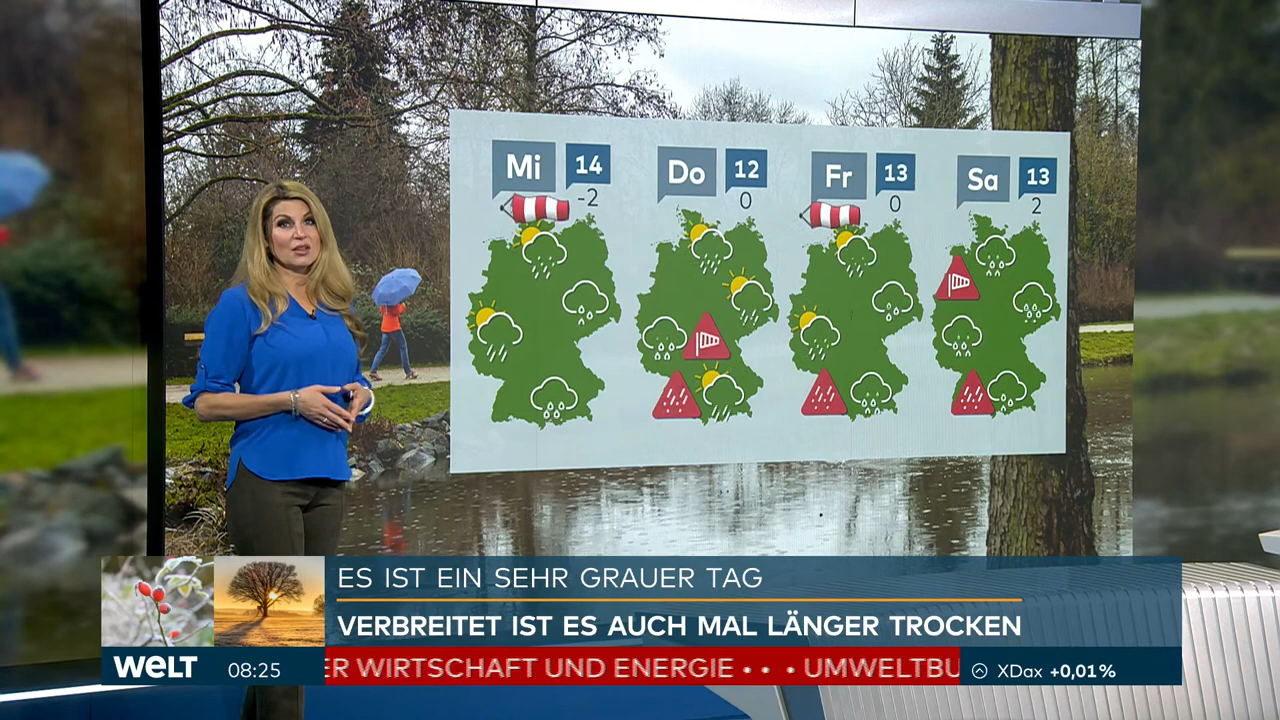 Mi 14
-2
Do 12
0
Fr 13
0
Sa 13
2
ES IST EIN SEHR GRAUER TAG
VERBREITET IST ES AUCH MAL LÄNGER TROCKEN
WELT 08:25 ER WIRTSCHAFT UND ENERGIE • • • UMWELTBU XDax +0,01%